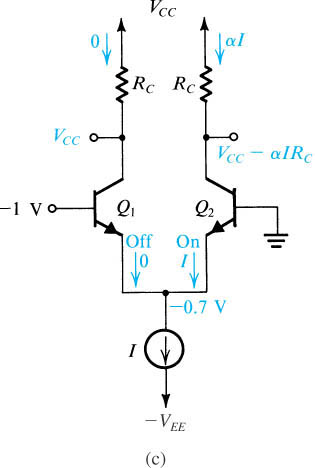 V_CC
0 αI
R_C R_C
V_CC V_CC − αIR_C
−1 V Q_1 Q_2
Off On
0 I
−0.7 V
I
−V_EE
(c)